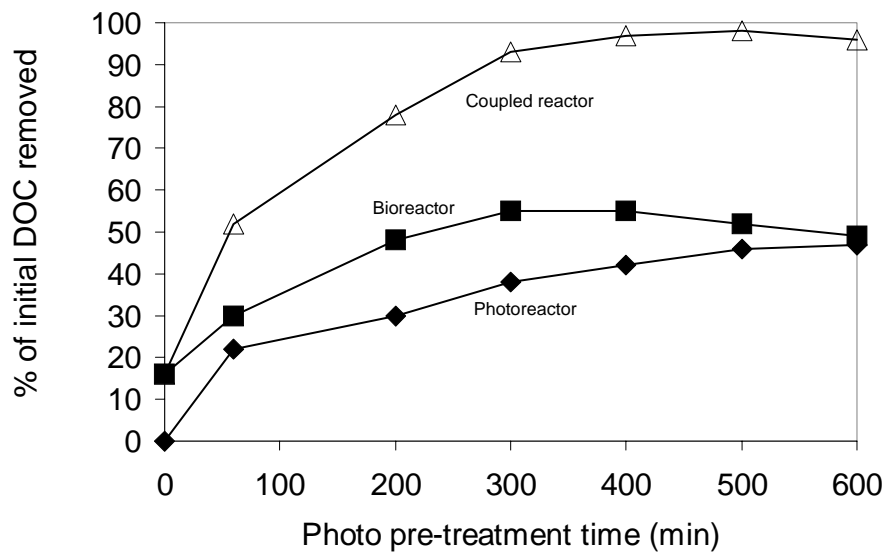 % of initial DOC removed
100
90
80
70
60
50
40
30
20
10
0
Coupled reactor
Bioreactor
Photoreactor
0 100 200 300 400 500 600
Photo pre-treatment time (min)